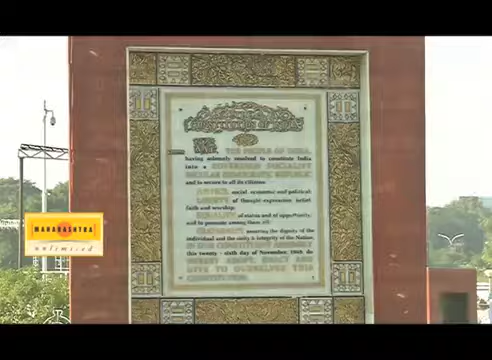 WE
THE PEOPLE OF INDIA,
having solemnly resolved to constitute India
into a SOVEREIGN SOCIALIST
SECULAR DEMOCRATIC REPUBLIC
and to secure to all its citizens
JUSTICE social, economic and political;
LIBERTY of thought expression belief
faith and worship;
EQUALITY of status and of opportunity;
and to promote among them all;
FRATERNITY assuring the dignity of the
individual and the unity & integrity of the Nation.
IN OUR CONSTITUENT ASSEMBLY
this twenty - sixth day of November, 1949, do
HEREBY ADOPT, ENACT AND
GIVE TO OURSELVES THIS
CONSTITUTION.
MAHARASHTRA
unlimited